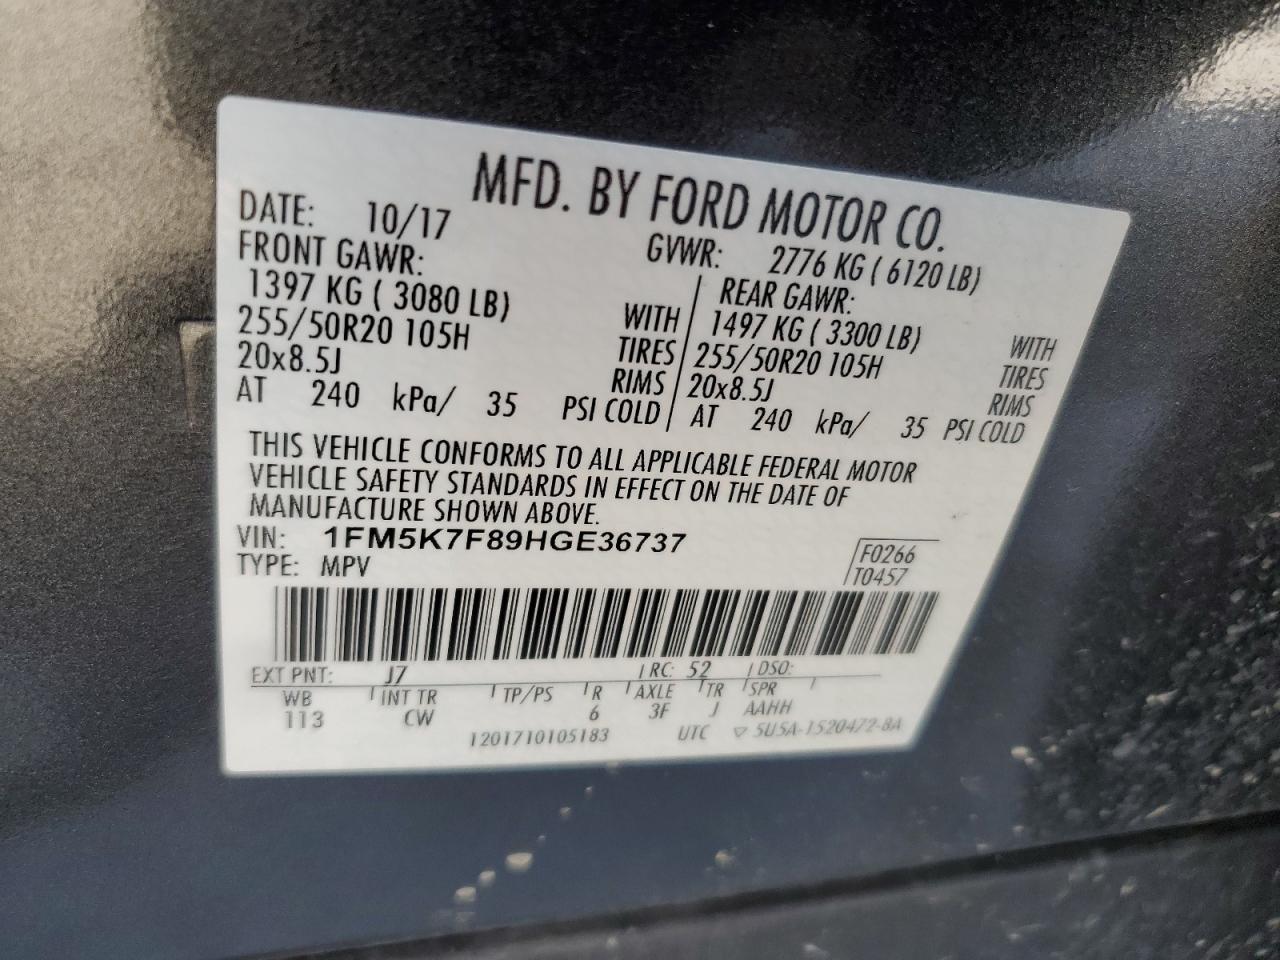 MFD. BY FORD MOTOR CO.
DATE: 10/17 GVWR: 2776 KG ( 6120 LB)
FRONT GAWR: REAR GAWR:
1397 KG ( 3080 LB) WITH 1497 KG ( 3300 LB) WITH
255/50R20 105H TIRES 255/50R20 105H TIRES
20x8.5J RIMS 20x8.5J RIMS
AT 240 kPa/ 35 PSI COLD AT 240 kPa/ 35 PSI COLD
THIS VEHICLE CONFORMS TO ALL APPLICABLE FEDERAL MOTOR
VEHICLE SAFETY STANDARDS IN EFFECT ON THE DATE OF
MANUFACTURE SHOWN ABOVE.
VIN: 1FM5K7F89HGE36737 F0266
TYPE: MPV T0457
EXT PNT: J7 RC: 52 DSO:
WB INT TR TP/PS R AXLE TR SPR
113 CW 6 3F J AAHH
1201710105183 UTC ▽ 5U5A-1520472-8A